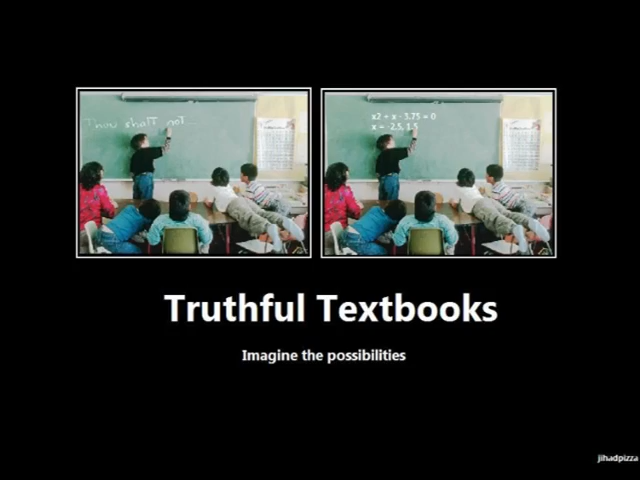 Thou shalt not
x2 + x - 3.75 = 0
x = -2.5, 1.5
Truthful Textbooks
Imagine the possibilities
jihadpizza